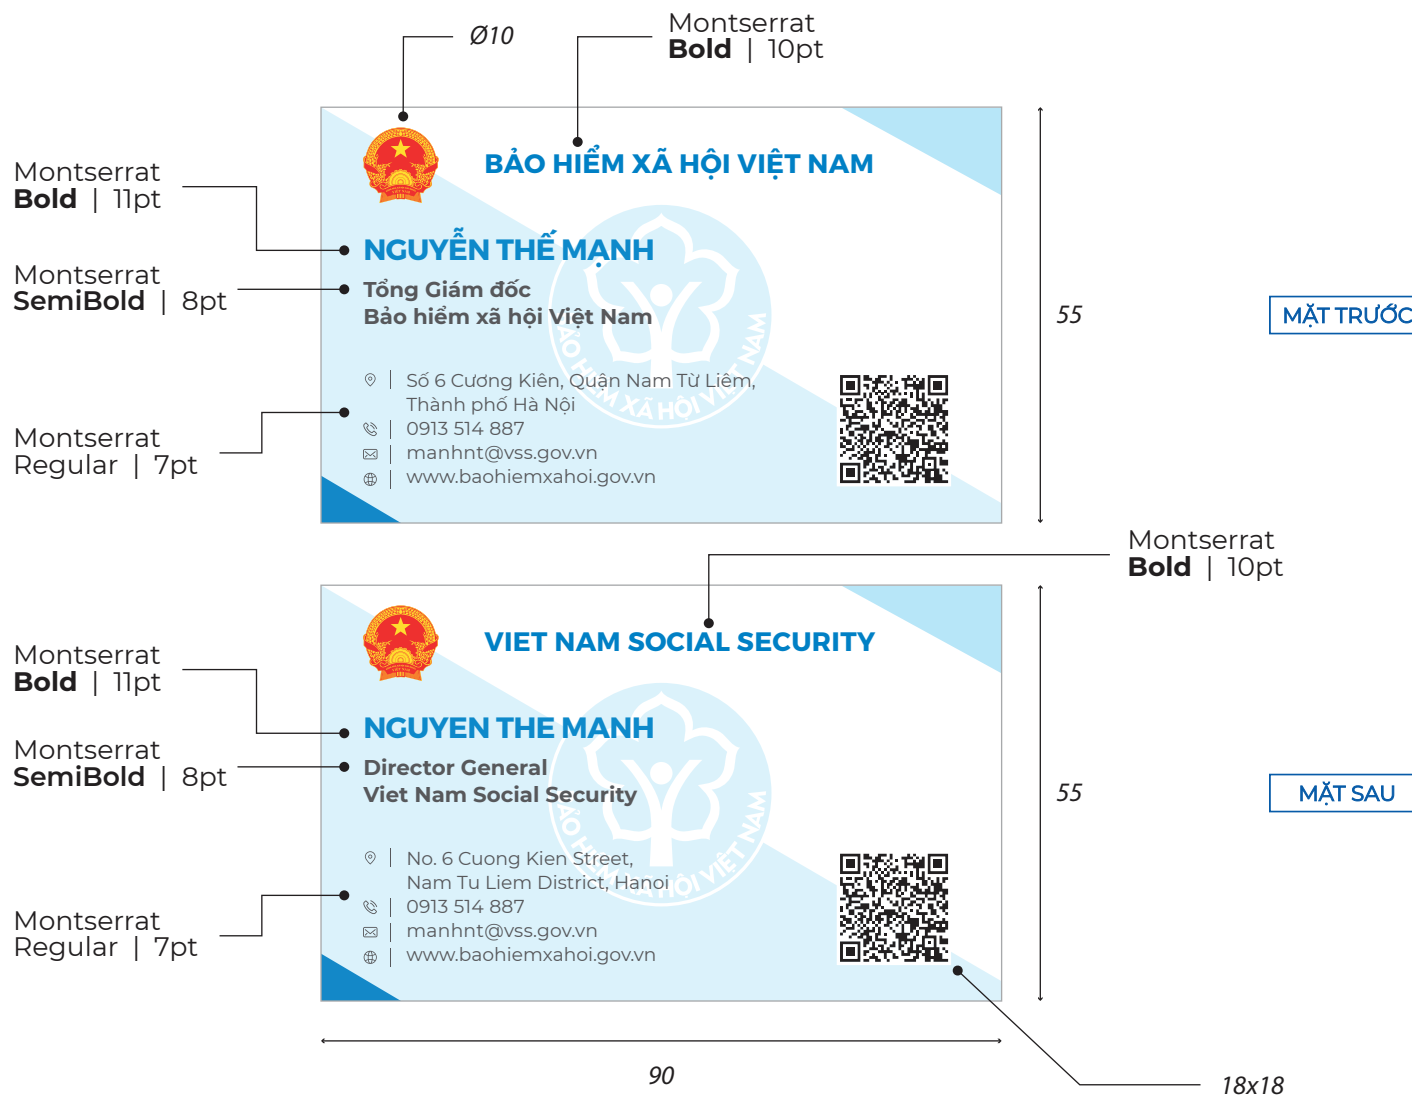 Ø10
Montserrat
Bold | 10pt
Montserrat
Bold | 11pt
Montserrat
SemiBold | 8pt
Montserrat
Regular | 7pt
BẢO HIỂM XÃ HỘI VIỆT NAM
NGUYỄN THẾ MẠNH
Tổng Giám đốc
Bảo hiểm xã hội Việt Nam
Số 6 Cương Kiên, Quận Nam Từ Liêm,
Thành phố Hà Nội
0913 514 887
manhnt@vss.gov.vn
www.baohiemxahoi.gov.vn
55
MẶT TRƯỚC
Montserrat
Bold | 10pt
Montserrat
Bold | 11pt
Montserrat
SemiBold | 8pt
Montserrat
Regular | 7pt
VIET NAM SOCIAL SECURITY
NGUYEN THE MANH
Director General
Viet Nam Social Security
No. 6 Cuong Kien Street,
Nam Tu Liem District, Hanoi
0913 514 887
manhnt@vss.gov.vn
www.baohiemxahoi.gov.vn
55
MẶT SAU
90
18x18